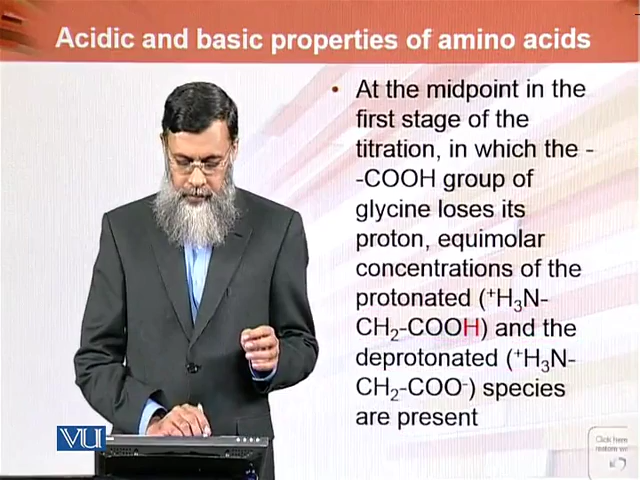 Acidic and basic properties of amino acids
• At the midpoint in the
first stage of the
titration, in which the -
-COOH group of
glycine loses its
proton, equimolar
concentrations of the
protonated (⁺H₃N-
CH₂-COOH) and the
deprotonated (⁺H₃N-
CH₂-COO⁻) species
are present
VU
Click Here